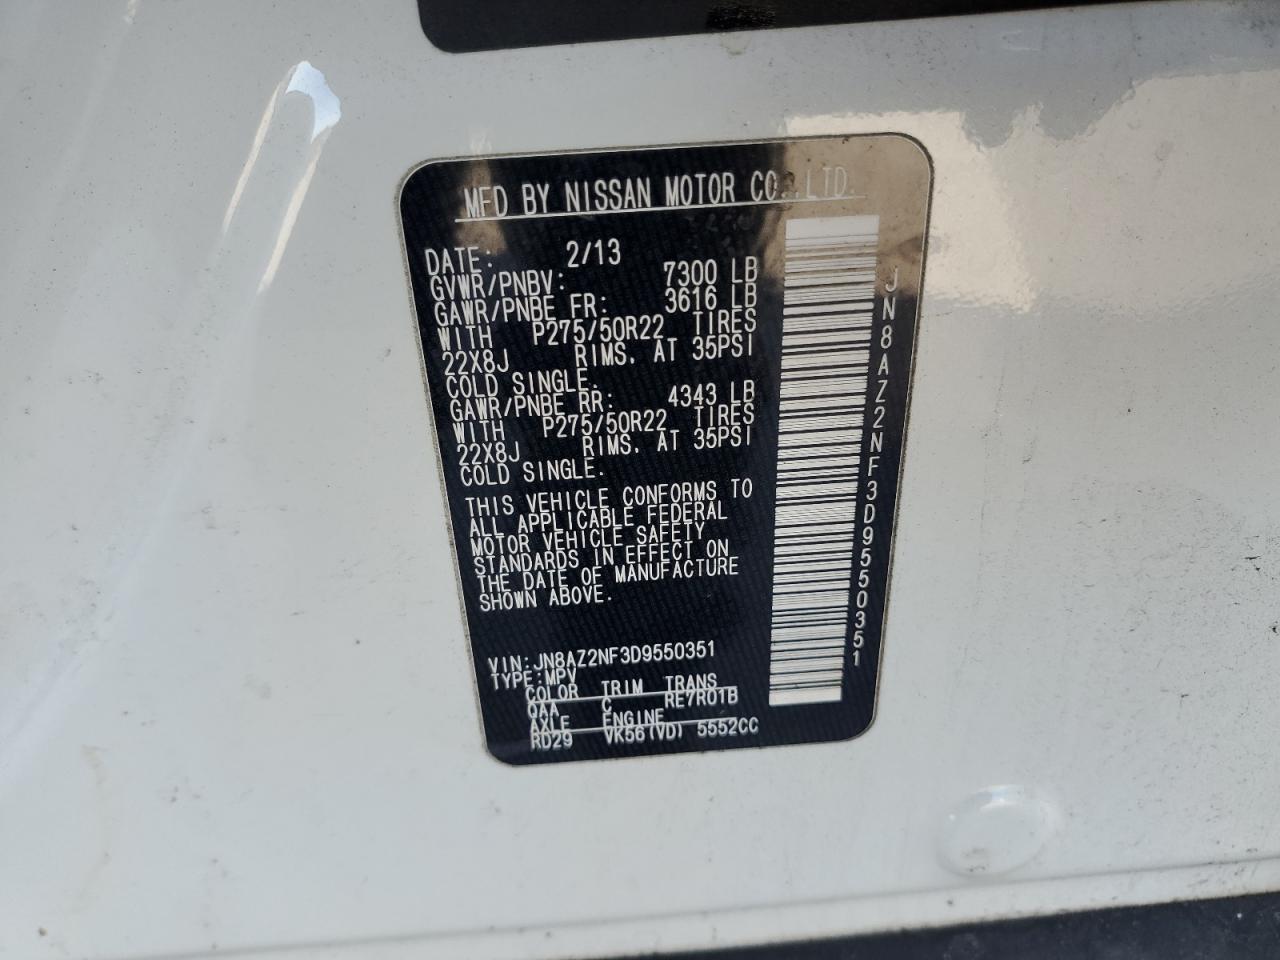 MFD BY NISSAN MOTOR CO.,LTD.
DATE: 2/13
GVWR/PNBV: 7300 LB
GAWR/PNBE FR: 3616 LB
WITH P275/50R22 TIRES
22X8J RIMS, AT 35PSI
COLD SINGLE.
GAWR/PNBE RR: 4343 LB
WITH P275/50R22 TIRES
22X8J RIMS, AT 35PSI
COLD SINGLE.
THIS VEHICLE CONFORMS TO
ALL APPLICABLE FEDERAL
MOTOR VEHICLE SAFETY
STANDARDS IN EFFECT ON
THE DATE OF MANUFACTURE
SHOWN ABOVE.
VIN:JN8AZ2NF3D9550351
TYPE:MPV
COLOR TRIM TRANS
QAA C RE7R01B
AXLE ENGINE
RD29 VK56(VD) 5552CC
JN8AZ2NF3D9550351